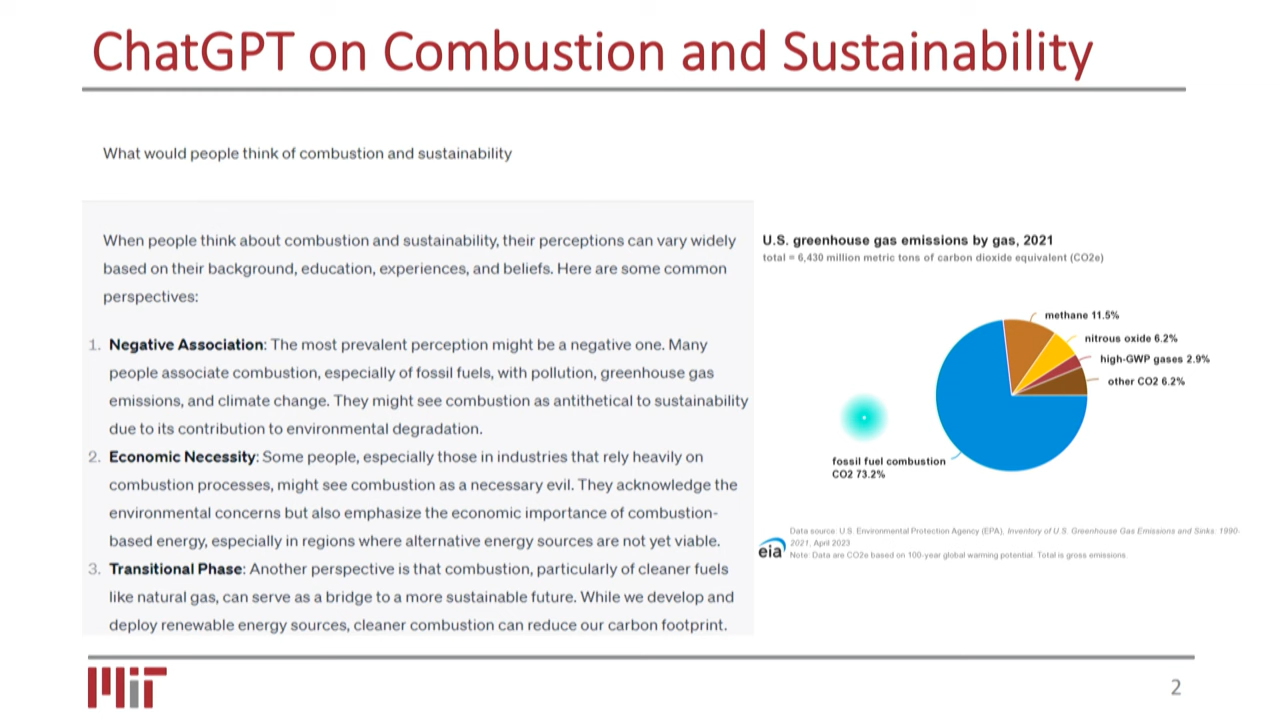 ChatGPT on Combustion and Sustainability
What would people think of combustion and sustainability
When people think about combustion and sustainability, their perceptions can vary widely
based on their background, education, experiences, and beliefs. Here are some common
perspectives:
1. Negative Association: The most prevalent perception might be a negative one. Many
people associate combustion, especially of fossil fuels, with pollution, greenhouse gas
emissions, and climate change. They might see combustion as antithetical to sustainability
due to its contribution to environmental degradation.
2. Economic Necessity: Some people, especially those in industries that rely heavily on
combustion processes, might see combustion as a necessary evil. They acknowledge the
environmental concerns but also emphasize the economic importance of combustion-
based energy, especially in regions where alternative energy sources are not yet viable.
3. Transitional Phase: Another perspective is that combustion, particularly of cleaner fuels
like natural gas, can serve as a bridge to a more sustainable future. While we develop and
deploy renewable energy sources, cleaner combustion can reduce our carbon footprint.
U.S. greenhouse gas emissions by gas, 2021
total = 6,430 million metric tons of carbon dioxide equivalent (CO2e)
methane 11.5%
nitrous oxide 6.2%
high-GWP gases 2.9%
other CO2 6.2%
fossil fuel combustion
CO2 73.2%
eia
Data source: U.S. Environmental Protection Agency (EPA), Inventory of U.S. Greenhouse Gas Emissions and Sinks: 1990-
2021, April 2023
Note: Data are CO2e based on 100-year global warming potential. Total is gross emissions.
MIT
2